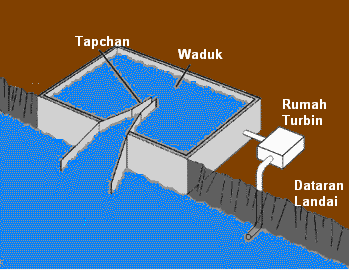 Tapchan
Waduk
Rumah
Turbin
Dataran
Landai